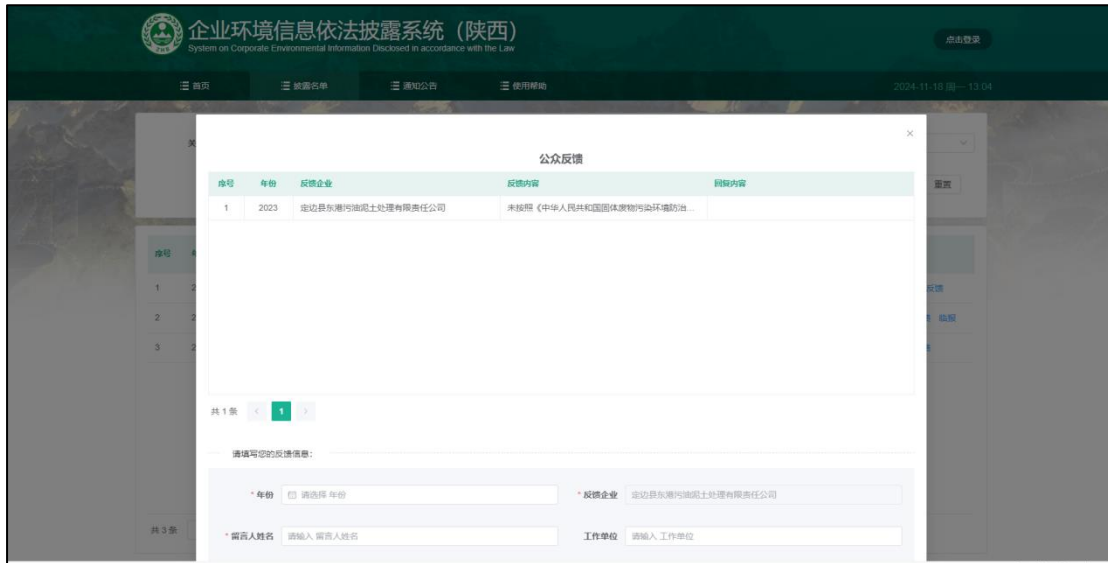 企业环境信息依法披露系统（陕西）
System on Corporate Environmental Information Disclosed in accordance with the Law
点击登录
首页 披露名单 通知公告 使用帮助 2024-11-18 周一 13:04
关
×
公众反馈
重置
序号 年份 反馈企业 反馈内容 回复内容
1 2023 定边县东港污油泥土处理有限责任公司 未按照《中华人民共和国固体废物污染环境防治...
序号
1 2 反馈
2 2 临报
3 2
共 1 条 < 1 >
请填写您的反馈信息：
* 年份 请选择 年份 * 反馈企业 定边县东港污油泥土处理有限责任公司
共 3 条
* 留言人姓名 请输入 留言人姓名 工作单位 请输入 工作单位